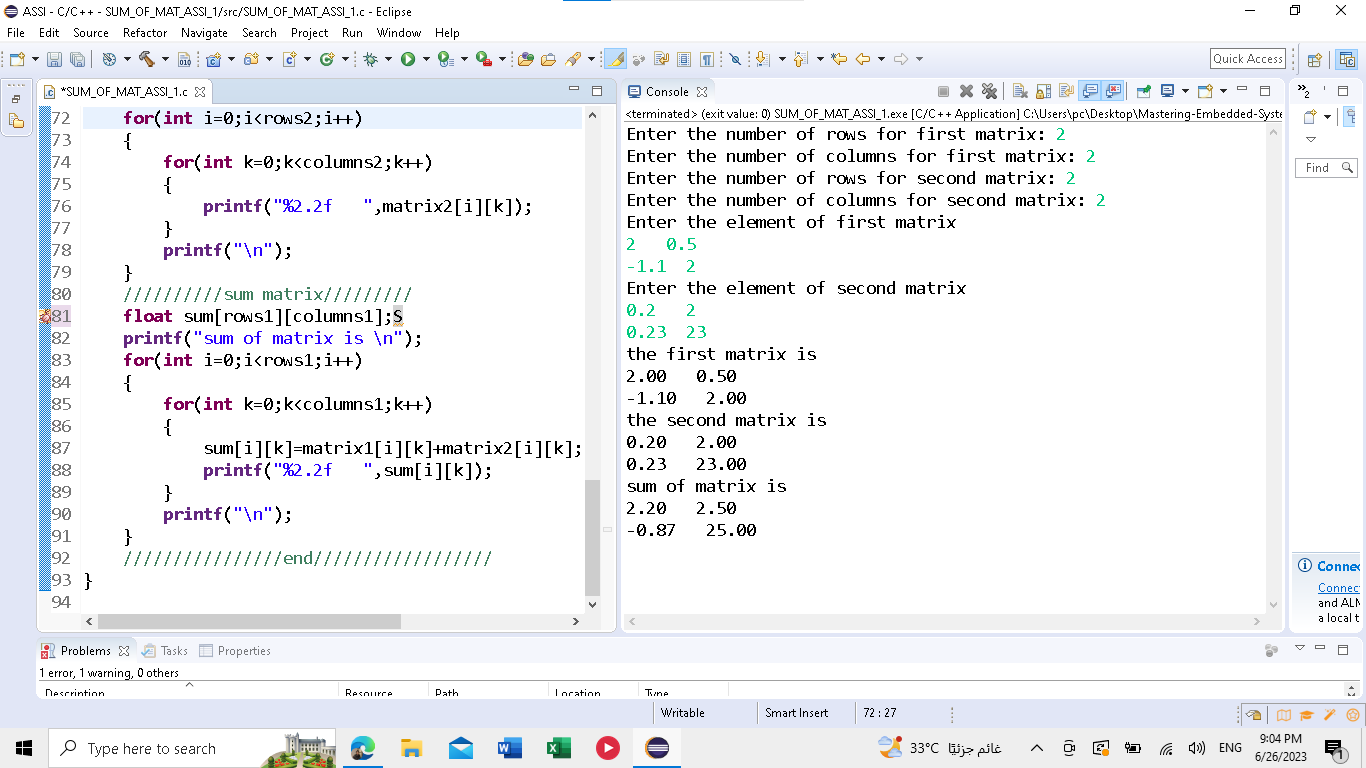 ASSI - C/C++ - SUM_OF_MAT_ASSI_1/src/SUM_OF_MAT_ASSI_1.c - Eclipse
File Edit Source Refactor Navigate Search Project Run Window Help
Quick Access
*SUM_OF_MAT_ASSI_1.c
72 for(int i=0;i<rows2;i++)
73 {
74 for(int k=0;k<columns2;k++)
75 {
76 printf("%2.2f   ",matrix2[i][k]);
77 }
78 printf("\n");
79 }
80 //////////sum matrix/////////
81 float sum[rows1][columns1];S
82 printf("sum of matrix is \n");
83 for(int i=0;i<rows1;i++)
84 {
85 for(int k=0;k<columns1;k++)
86 {
87 sum[i][k]=matrix1[i][k]+matrix2[i][k];
88 printf("%2.2f   ",sum[i][k]);
89 }
90 printf("\n");
91 }
92 ////////////////end//////////////////
93 }
94
Console
<terminated> (exit value: 0) SUM_OF_MAT_ASSI_1.exe [C/C++ Application] C:\Users\pc\Desktop\Mastering-Embedded-Syste
Enter the number of rows for first matrix: 2
Enter the number of columns for first matrix: 2
Enter the number of rows for second matrix: 2
Enter the number of columns for second matrix: 2
Enter the element of first matrix
2   0.5
-1.1  2
Enter the element of second matrix
0.2   2
0.23  23
the first matrix is
2.00   0.50
-1.10   2.00
the second matrix is
0.20   2.00
0.23   23.00
sum of matrix is
2.20   2.50
-0.87   25.00
2
Find
Connec
Connect
and ALM
a local t
Problems Tasks Properties
1 error, 1 warning, 0 others
Description Resource Path Location Type
Writable Smart Insert 72 : 27
Type here to search
33°C غائم جزئيًا
ENG
9:04 PM
6/26/2023
1